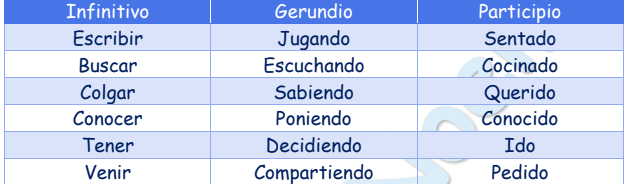 Infinitivo Gerundio Participio
Escribir Jugando Sentado
Buscar Escuchando Cocinado
Colgar Sabiendo Querido
Conocer Poniendo Conocido
Tener Decidiendo Ido
Venir Compartiendo Pedido